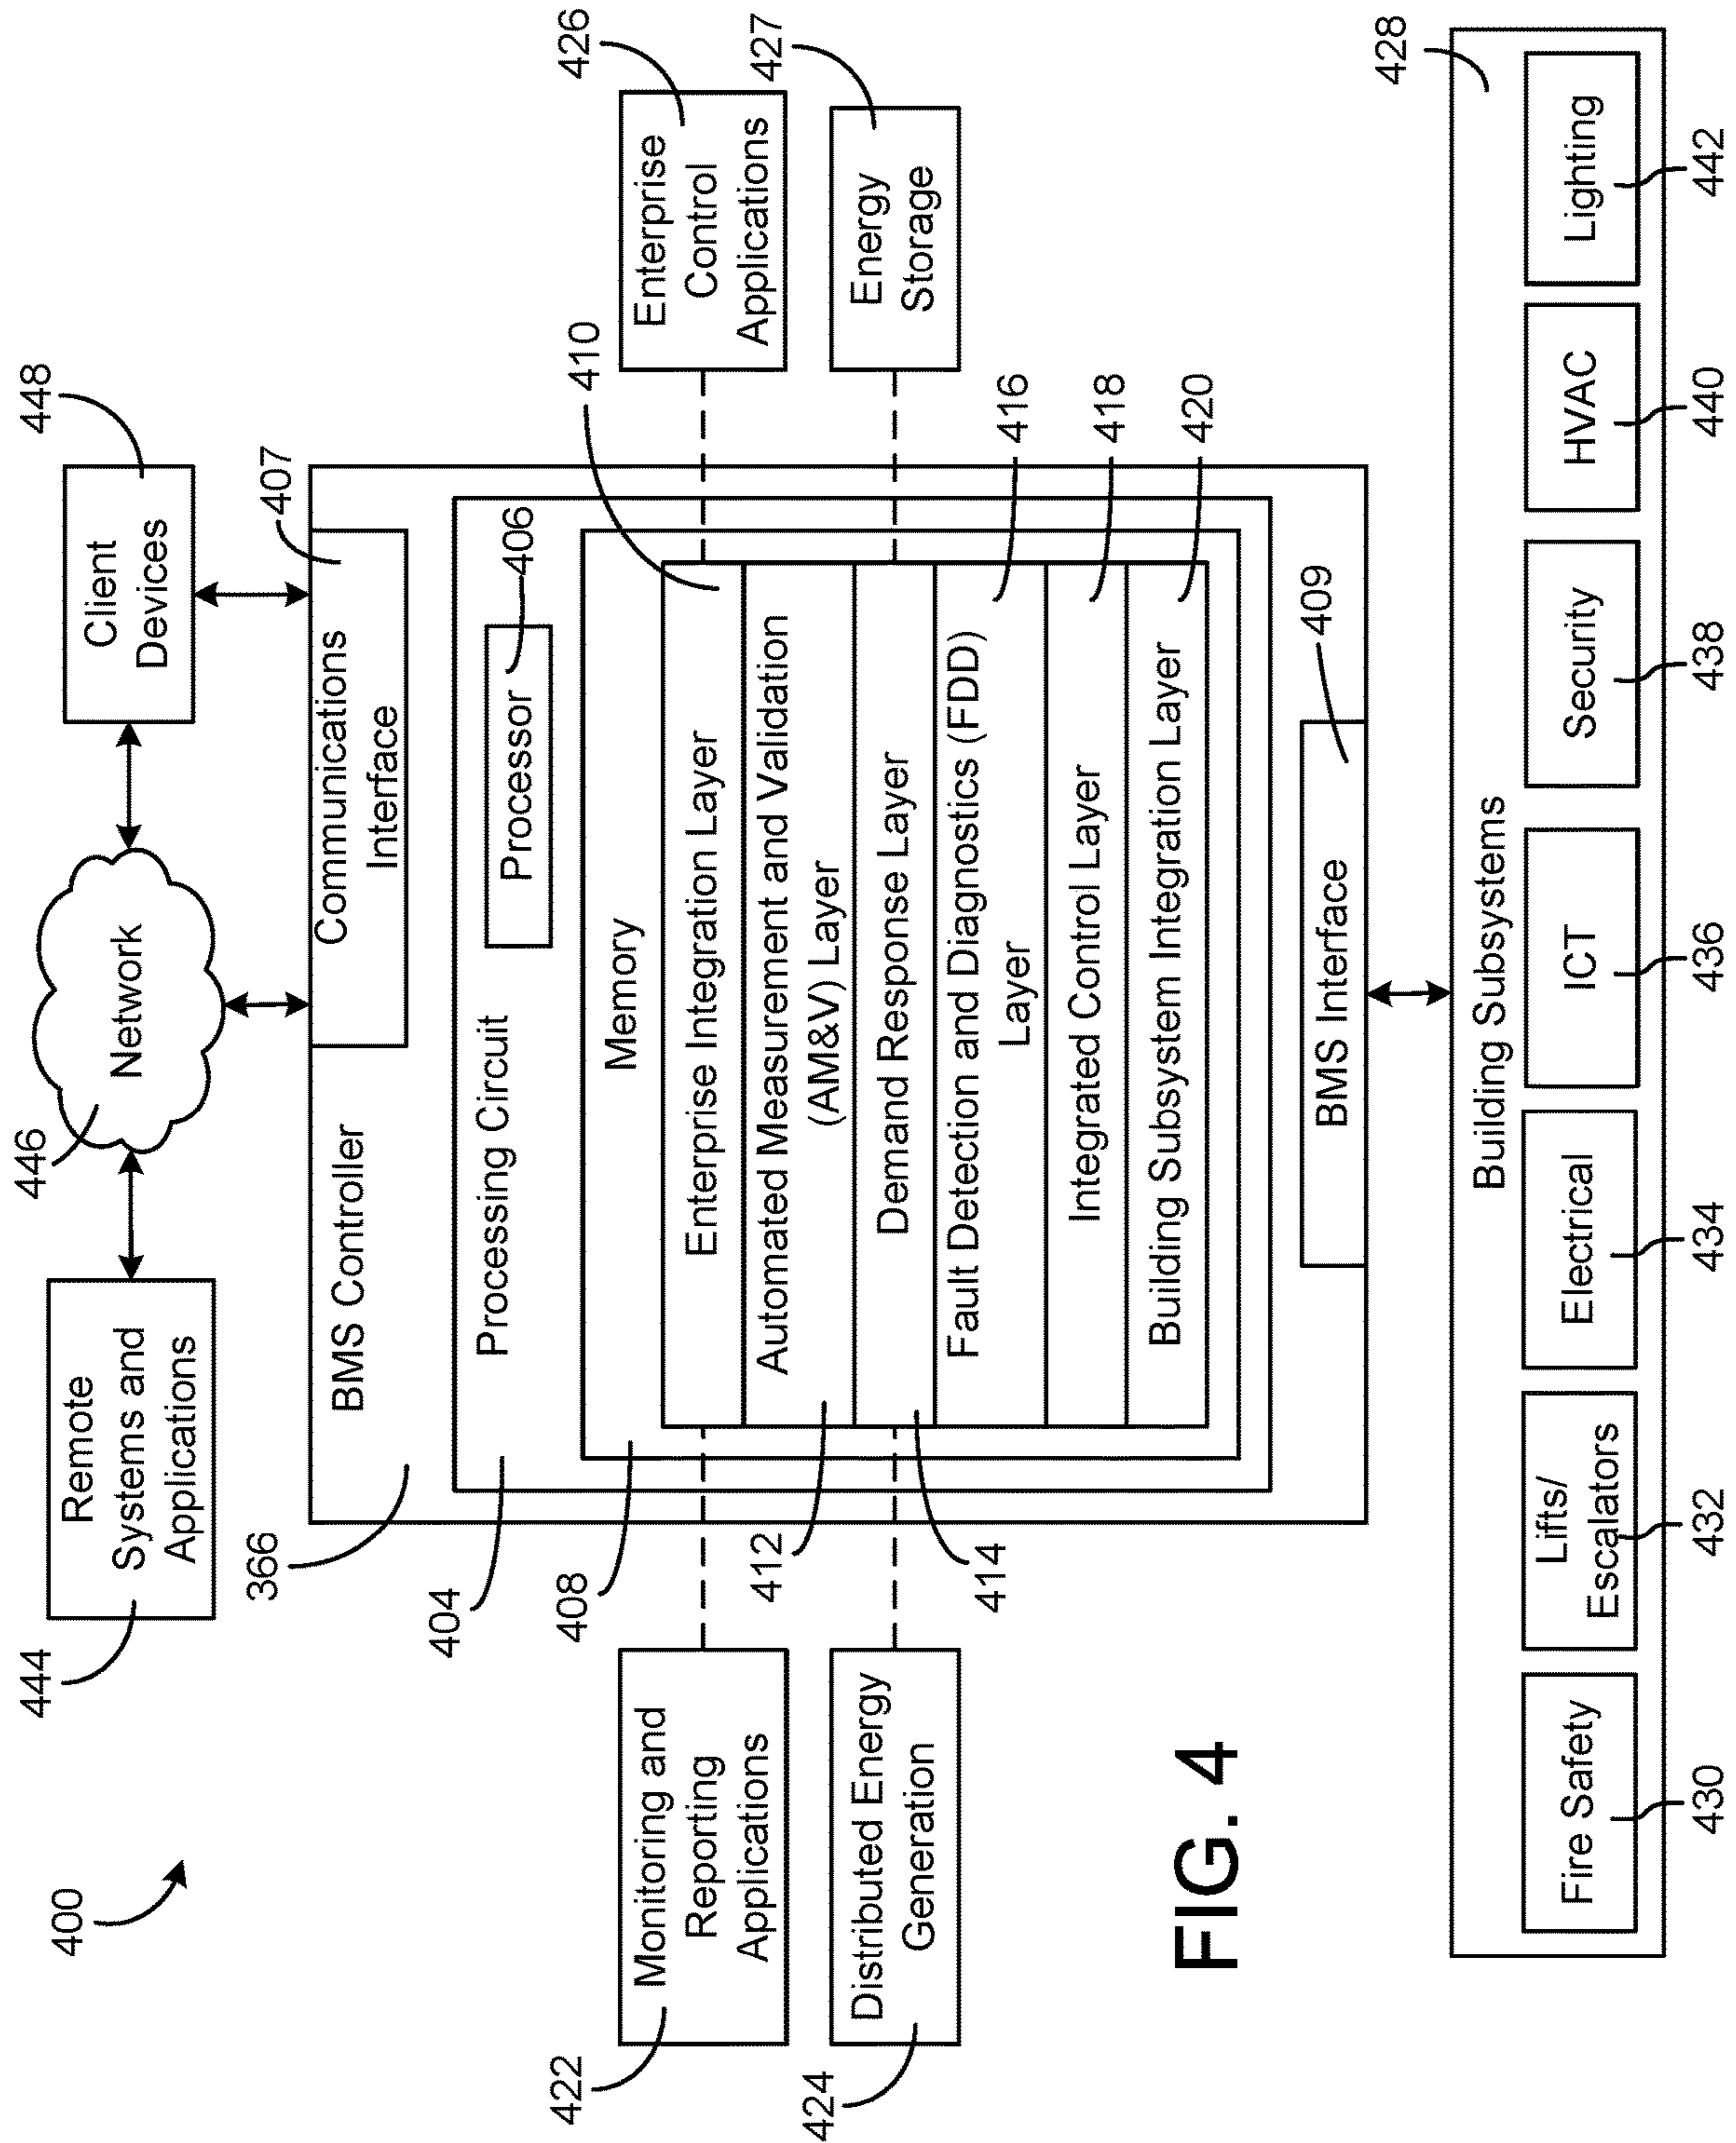 400
444
Remote
Systems and
Applications
446
Network
448
Client
Devices
366
BMS Controller
407
Communications
Interface
404
Processing Circuit
Processor
406
408
Memory
410
Enterprise Integration Layer
412
Automated Measurement and Validation
(AM&V) Layer
414
Demand Response Layer
416
Fault Detection and Diagnostics (FDD)
Layer
418
Integrated Control Layer
420
Building Subsystem Integration Layer
422
Monitoring and
Reporting
Applications
424
Distributed Energy
Generation
426
Enterprise
Control
Applications
427
Energy
Storage
409
BMS Interface
428
Building Subsystems
Fire Safety
Lifts/
Escalators
Electrical
ICT
Security
HVAC
Lighting
430
432
434
436
438
440
442
FIG. 4